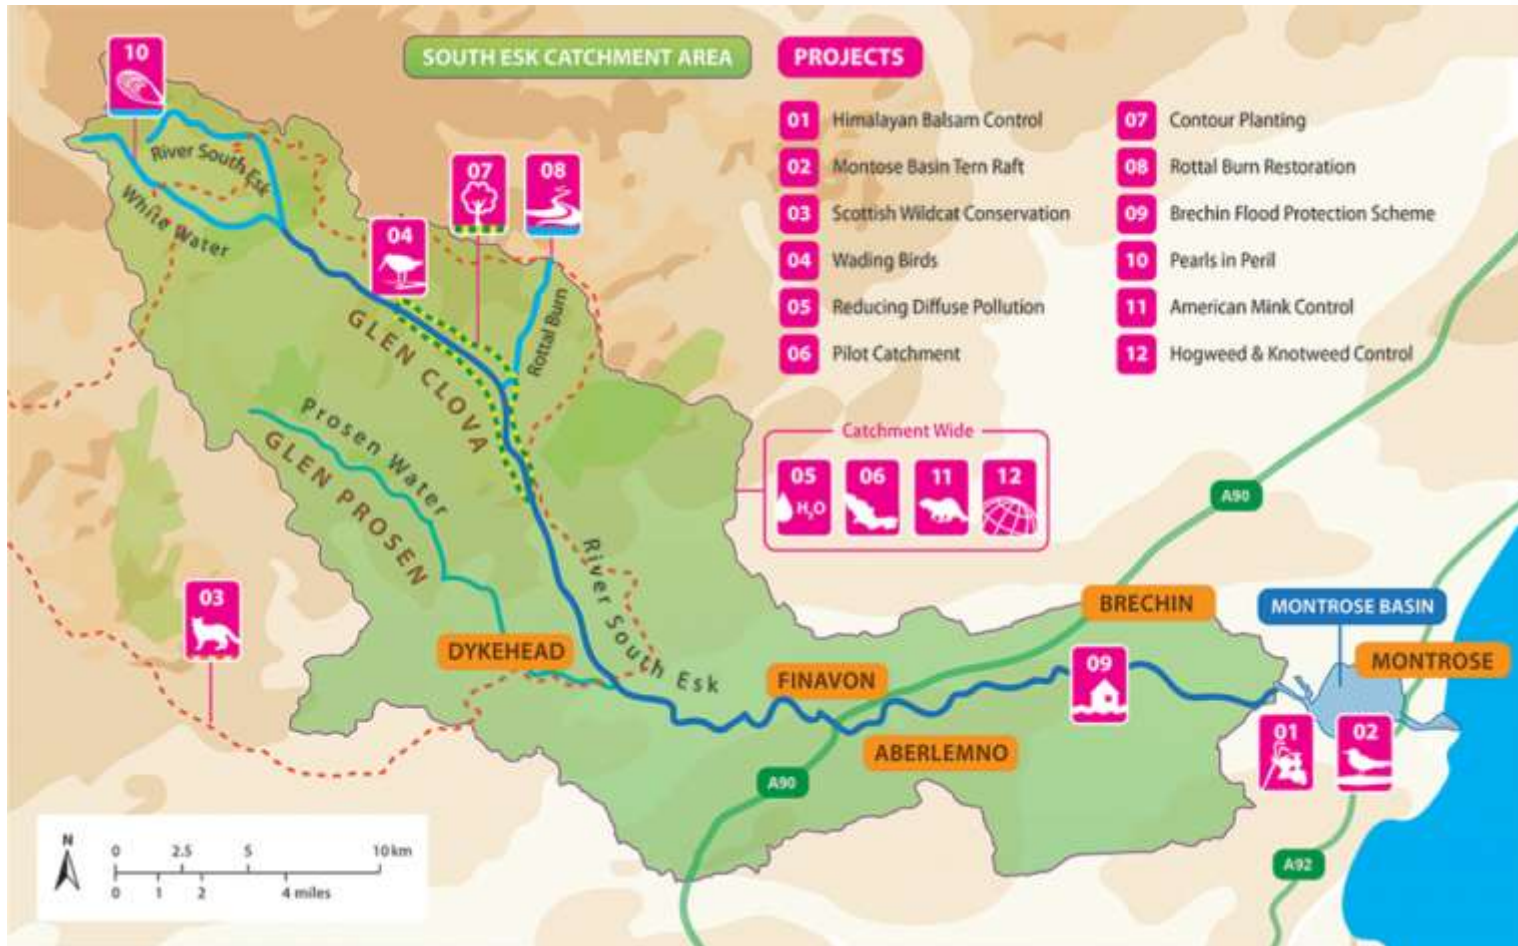 SOUTH ESK CATCHMENT AREA
PROJECTS
01 Himalayan Balsam Control
02 Montose Basin Tern Raft
03 Scottish Wildcat Conservation
04 Wading Birds
05 Reducing Diffuse Pollution
06 Pilot Catchment
07 Contour Planting
08 Rottal Burn Restoration
09 Brechin Flood Protection Scheme
10 Pearls in Peril
11 American Mink Control
12 Hogweed & Knotweed Control
10
River South Esk
White Water
07
08
04
Rottal Burn
GLEN CLOVA
Prosen Water
GLEN PROSEN
Catchment Wide
05
H₂O
06
11
12
A90
River South Esk
03
DYKEHEAD
BRECHIN
MONTROSE BASIN
MONTROSE
FINAVON
09
ABERLEMNO
01
02
A90
A92
N
0 2.5 5 10 km
0 1 2 4 miles